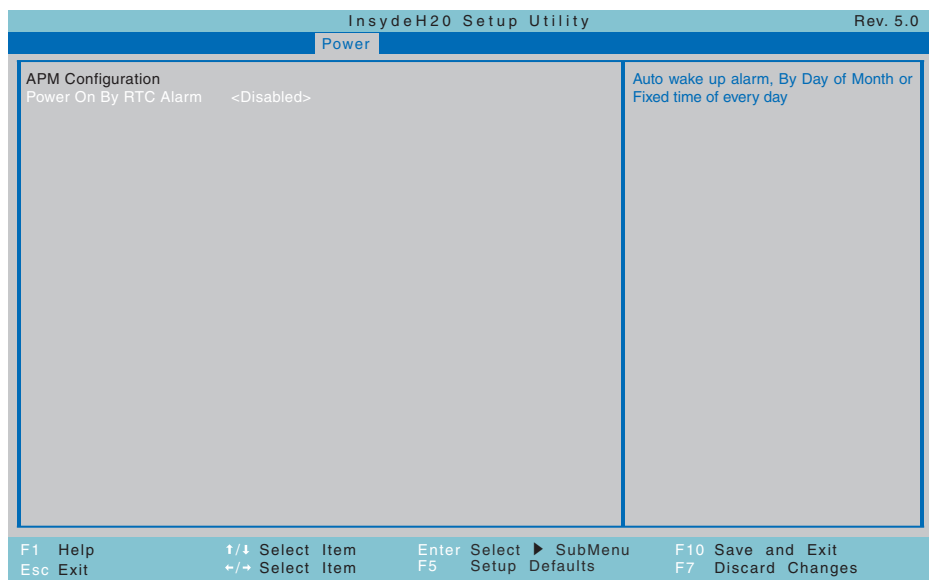 InsydeH20 Setup Utility Rev. 5.0
Power
APM Configuration
Power On By RTC Alarm <Disabled>
Auto wake up alarm, By Day of Month or
Fixed time of every day
F1 Help ↑/↓ Select Item Enter Select ▶ SubMenu F10 Save and Exit
Esc Exit ←/→ Select Item F5 Setup Defaults F7 Discard Changes